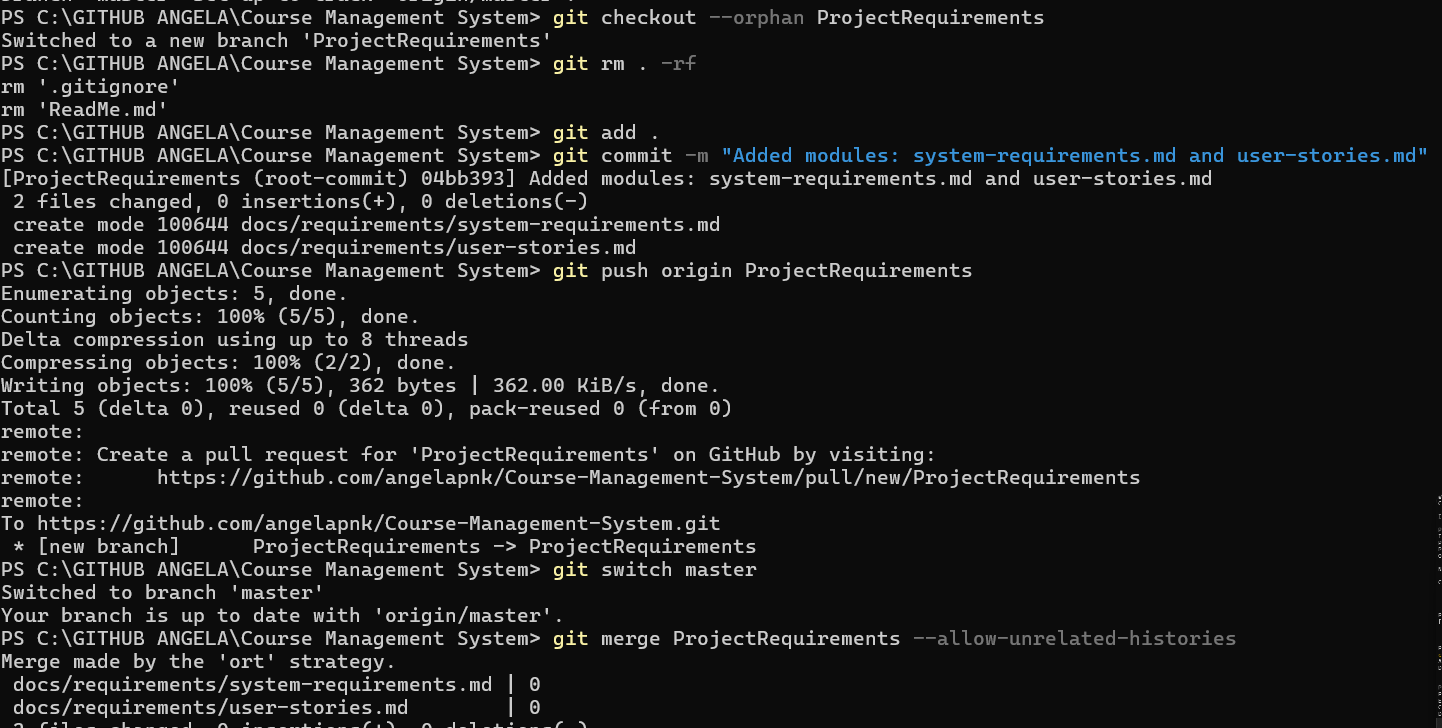 PS C:\GITHUB ANGELA\Course Management System> git checkout --orphan ProjectRequirements
Switched to a new branch 'ProjectRequirements'
PS C:\GITHUB ANGELA\Course Management System> git rm . -rf
rm '.gitignore'
rm 'ReadMe.md'
PS C:\GITHUB ANGELA\Course Management System> git add .
PS C:\GITHUB ANGELA\Course Management System> git commit -m "Added modules: system-requirements.md and user-stories.md"
[ProjectRequirements (root-commit) 04bb393] Added modules: system-requirements.md and user-stories.md
 2 files changed, 0 insertions(+), 0 deletions(-)
 create mode 100644 docs/requirements/system-requirements.md
 create mode 100644 docs/requirements/user-stories.md
PS C:\GITHUB ANGELA\Course Management System> git push origin ProjectRequirements
Enumerating objects: 5, done.
Counting objects: 100% (5/5), done.
Delta compression using up to 8 threads
Compressing objects: 100% (2/2), done.
Writing objects: 100% (5/5), 362 bytes | 362.00 KiB/s, done.
Total 5 (delta 0), reused 0 (delta 0), pack-reused 0 (from 0)
remote:
remote: Create a pull request for 'ProjectRequirements' on GitHub by visiting:
remote:      https://github.com/angelapnk/Course-Management-System/pull/new/ProjectRequirements
remote:
To https://github.com/angelapnk/Course-Management-System.git
 * [new branch]      ProjectRequirements -> ProjectRequirements
PS C:\GITHUB ANGELA\Course Management System> git switch master
Switched to branch 'master'
Your branch is up to date with 'origin/master'.
PS C:\GITHUB ANGELA\Course Management System> git merge ProjectRequirements --allow-unrelated-histories
Merge made by the 'ort' strategy.
 docs/requirements/system-requirements.md | 0
 docs/requirements/user-stories.md        | 0
 2 files changed, 0 insertions(+), 0 deletions(-)